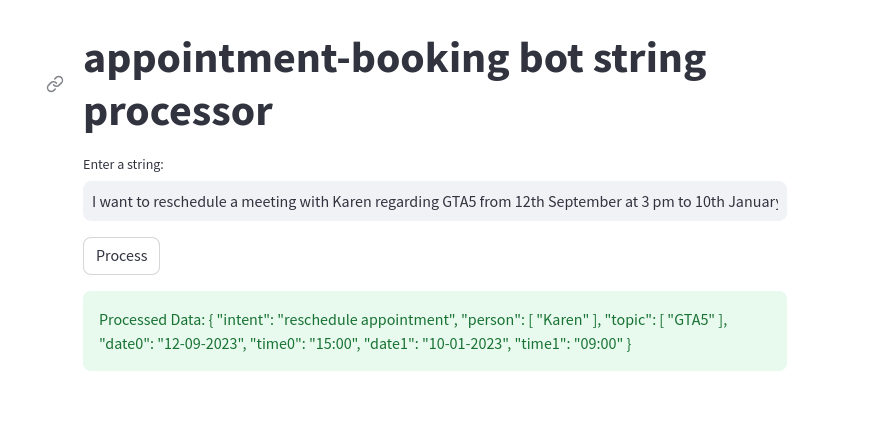 appointment-booking bot string
processor
Enter a string:
I want to reschedule a meeting with Karen regarding GTA5 from 12th September at 3 pm to 10th January
Process
Processed Data: { "intent": "reschedule appointment", "person": [ "Karen" ], "topic": [ "GTA5" ],
"date0": "12-09-2023", "time0": "15:00", "date1": "10-01-2023", "time1": "09:00" }